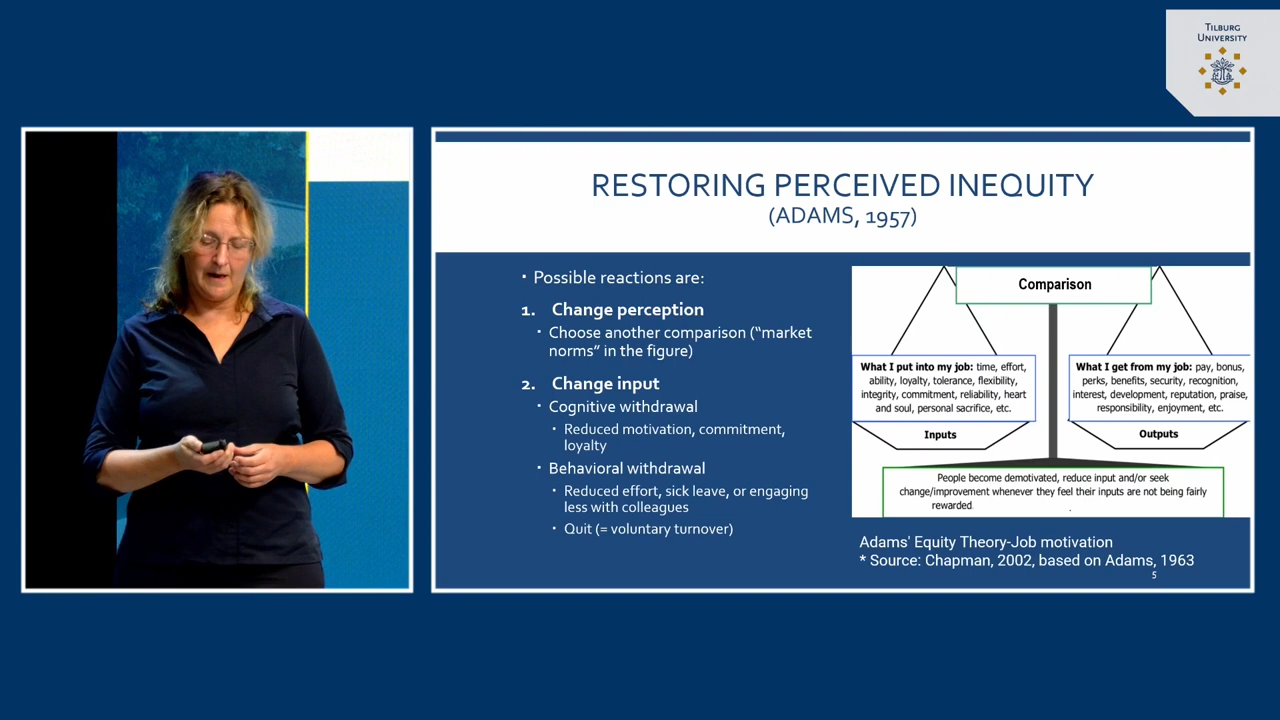 TILBURG
UNIVERSITY
RESTORING PERCEIVED INEQUITY
(ADAMS, 1957)
Possible reactions are:
1. Change perception
Choose another comparison (“market
norms” in the figure)
2. Change input
Cognitive withdrawal
Reduced motivation, commitment,
loyalty
Behavioral withdrawal
Reduced effort, sick leave, or engaging
less with colleagues
Quit (= voluntary turnover)
Comparison
What I put into my job: time, effort,
ability, loyalty, tolerance, flexibility,
integrity, commitment, reliability, heart
and soul, personal sacrifice, etc.
Inputs
What I get from my job: pay, bonus,
perks, benefits, security, recognition,
interest, development, reputation, praise,
responsibility, enjoyment, etc.
Outputs
People become demotivated, reduce input and/or seek
change/improvement whenever they feel their inputs are not being fairly
rewarded.
Adams' Equity Theory-Job motivation
* Source: Chapman, 2002, based on Adams, 1963
5